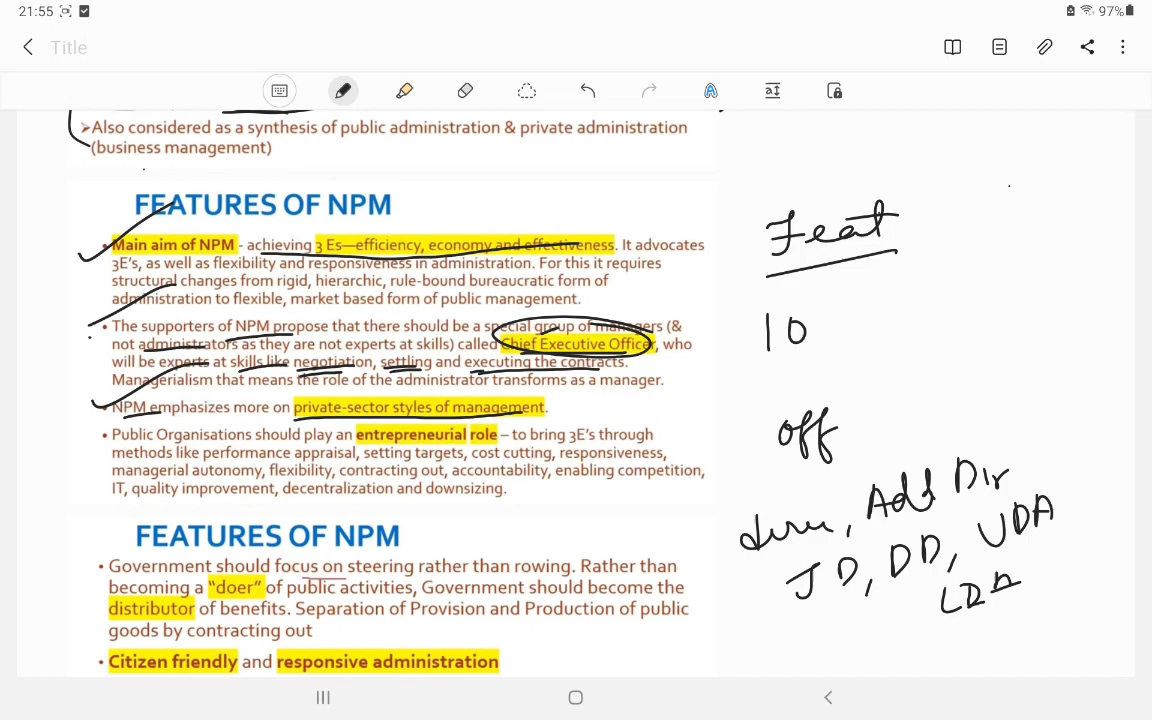 21:55 97%
Title
➢Also considered as a synthesis of public administration & private administration
(business management)
FEATURES OF NPM
• Main aim of NPM - achieving 3 Es—efficiency, economy and effectiveness. It advocates
3E's, as well as flexibility and responsiveness in administration. For this it requires
structural changes from rigid, hierarchic, rule-bound bureaucratic form of
administration to flexible, market based form of public management.
• The supporters of NPM propose that there should be a special group of managers (&
not administrators as they are not experts at skills) called Chief Executive Officer, who
will be experts at skills like negotiation, settling and executing the contracts.
Managerialism that means the role of the administrator transforms as a manager.
• NPM emphasizes more on private-sector styles of management.
• Public Organisations should play an entrepreneurial role – to bring 3E's through
methods like performance appraisal, setting targets, cost cutting, responsiveness,
managerial autonomy, flexibility, contracting out, accountability, enabling competition,
IT, quality improvement, decentralization and downsizing.
FEATURES OF NPM
• Government should focus on steering rather than rowing. Rather than
becoming a “doer” of public activities, Government should become the
distributor of benefits. Separation of Provision and Production of public
goods by contracting out
• Citizen friendly and responsive administration
Feat
10
off
Add Dir
JD, DD, UDA
LDA